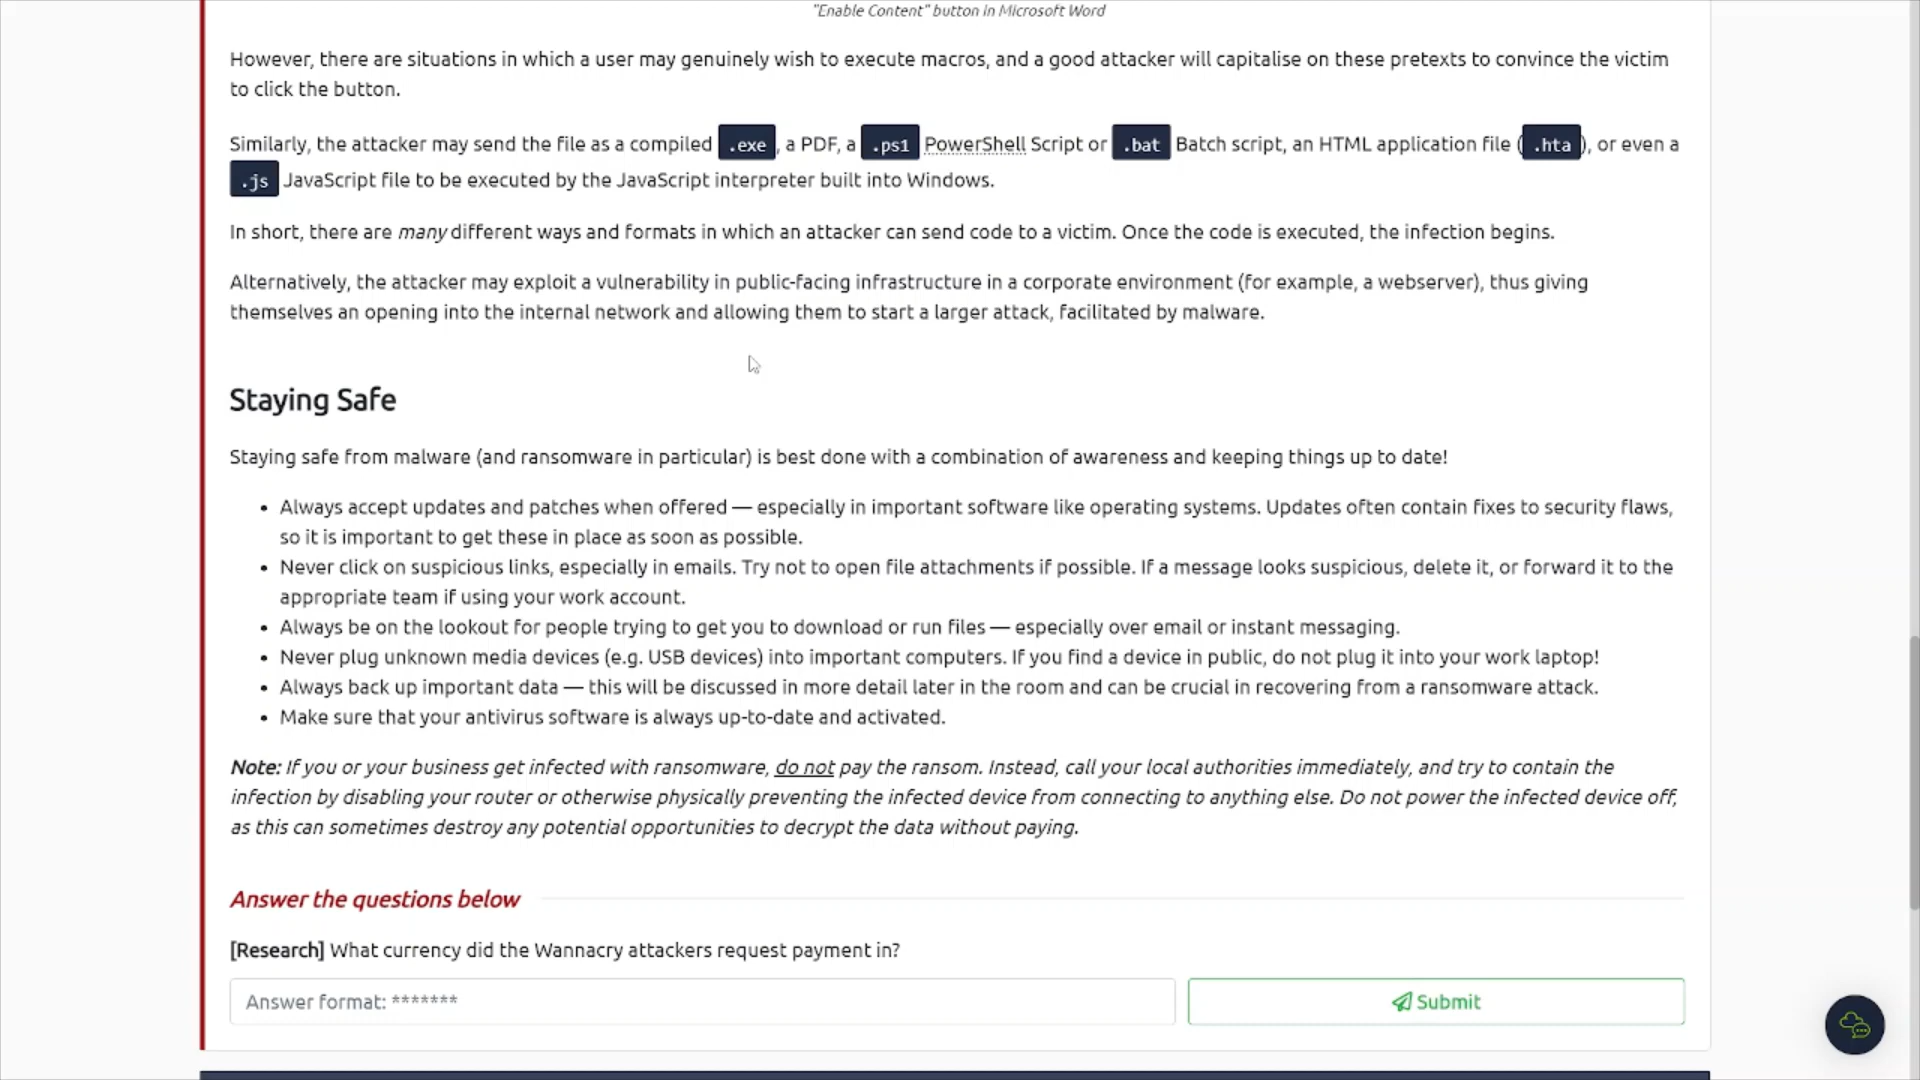 "Enable Content" button in Microsoft Word
However, there are situations in which a user may genuinely wish to execute macros, and a good attacker will capitalise on these pretexts to convince the victim
to click the button.
Similarly, the attacker may send the file as a compiled .exe, a PDF, a .ps1 PowerShell Script or .bat Batch script, an HTML application file (.hta), or even a
.js JavaScript file to be executed by the JavaScript interpreter built into Windows.
In short, there are many different ways and formats in which an attacker can send code to a victim. Once the code is executed, the infection begins.
Alternatively, the attacker may exploit a vulnerability in public-facing infrastructure in a corporate environment (for example, a webserver), thus giving
themselves an opening into the internal network and allowing them to start a larger attack, facilitated by malware.
Staying Safe
Staying safe from malware (and ransomware in particular) is best done with a combination of awareness and keeping things up to date!
• Always accept updates and patches when offered — especially in important software like operating systems. Updates often contain fixes to security flaws,
so it is important to get these in place as soon as possible.
• Never click on suspicious links, especially in emails. Try not to open file attachments if possible. If a message looks suspicious, delete it, or forward it to the
appropriate team if using your work account.
• Always be on the lookout for people trying to get you to download or run files — especially over email or instant messaging.
• Never plug unknown media devices (e.g. USB devices) into important computers. If you find a device in public, do not plug it into your work laptop!
• Always back up important data — this will be discussed in more detail later in the room and can be crucial in recovering from a ransomware attack.
• Make sure that your antivirus software is always up-to-date and activated.
Note: If you or your business get infected with ransomware, do not pay the ransom. Instead, call your local authorities immediately, and try to contain the
infection by disabling your router or otherwise physically preventing the infected device from connecting to anything else. Do not power the infected device off,
as this can sometimes destroy any potential opportunities to decrypt the data without paying.
Answer the questions below
[Research] What currency did the Wannacry attackers request payment in?
Answer format: *******
Submit